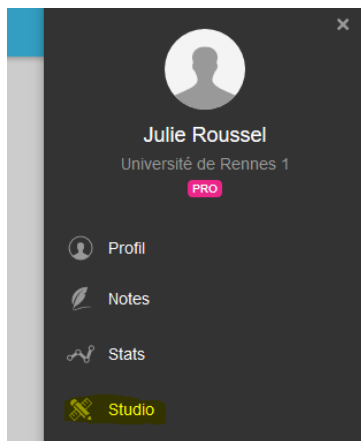 Julie Roussel
Université de Rennes 1
PRO
Profil
Notes
Stats
Studio